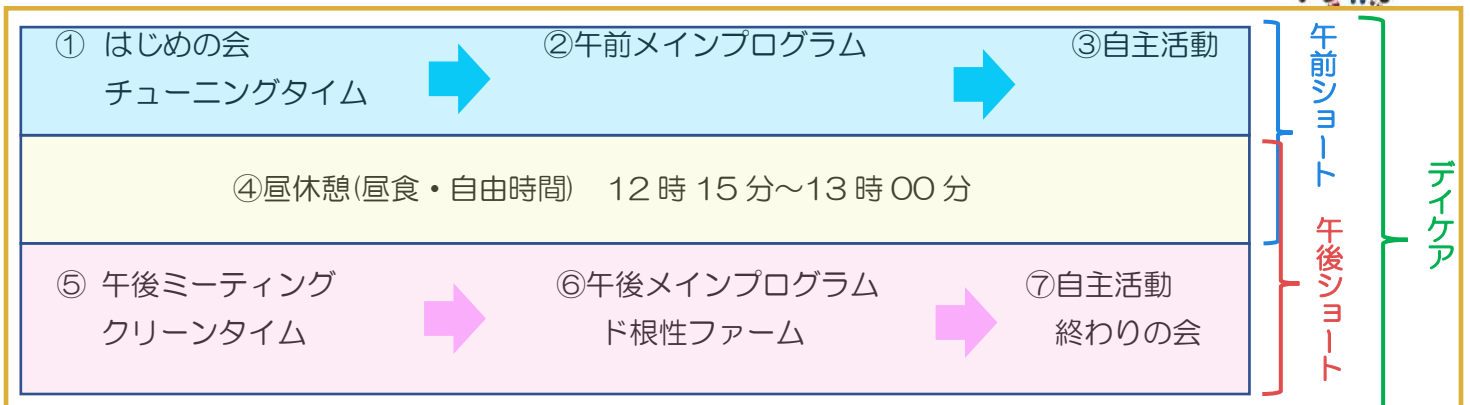 ① はじめの会
チューニングタイム
②午前メインプログラム
③自主活動
④昼休憩(昼食・自由時間) 12時15分～13時00分
⑤ 午後ミーティング
クリーンタイム
⑥午後メインプログラム
ド根性ファーム
⑦自主活動
終わりの会
午前ショート
午後ショート
デイケア